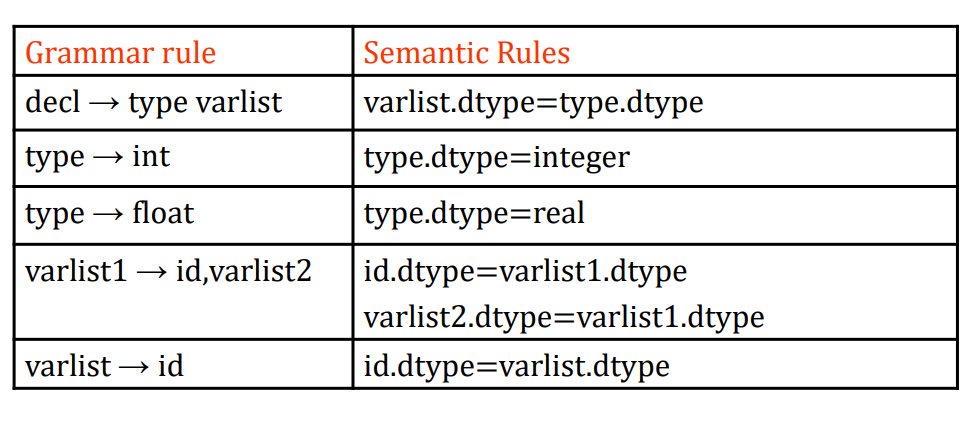 Grammar rule Semantic Rules
decl → type varlist varlist.dtype=type.dtype
type → int type.dtype=integer
type → float type.dtype=real
varlist1 → id,varlist2 id.dtype=varlist1.dtype
varlist2.dtype=varlist1.dtype
varlist → id id.dtype=varlist.dtype